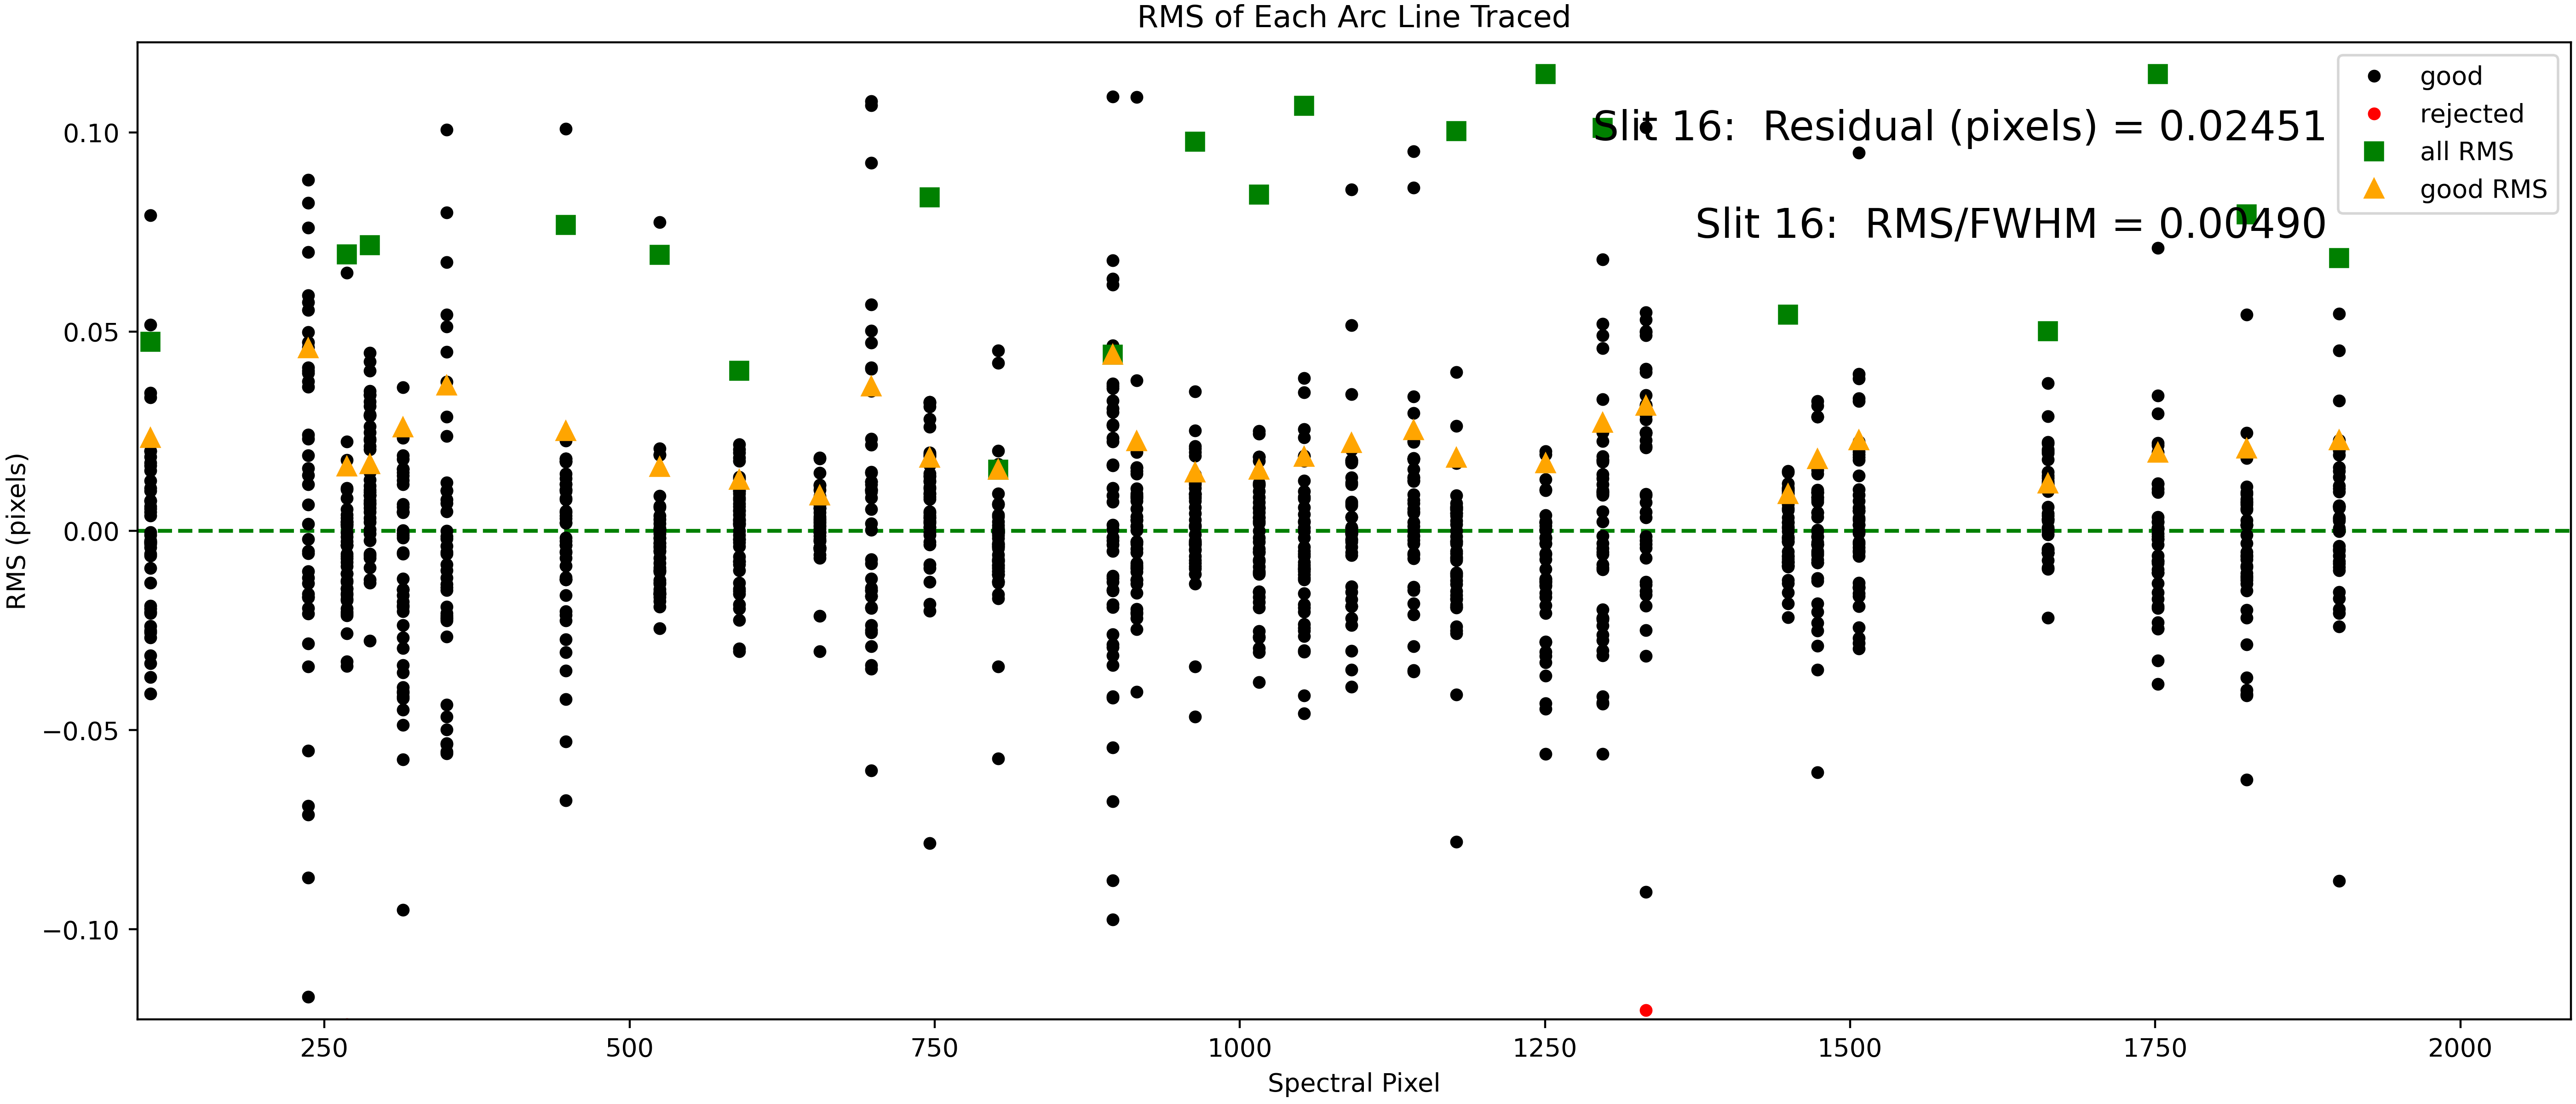 RMS of Each Arc Line Traced
good
rejected
all RMS
good RMS
Slit 16:  Residual (pixels) = 0.02451
Slit 16:  RMS/FWHM = 0.00490
RMS (pixels)
0.10
0.05
0.00
−0.05
−0.10
250 500 750 1000 1250 1500 1750 2000
Spectral Pixel